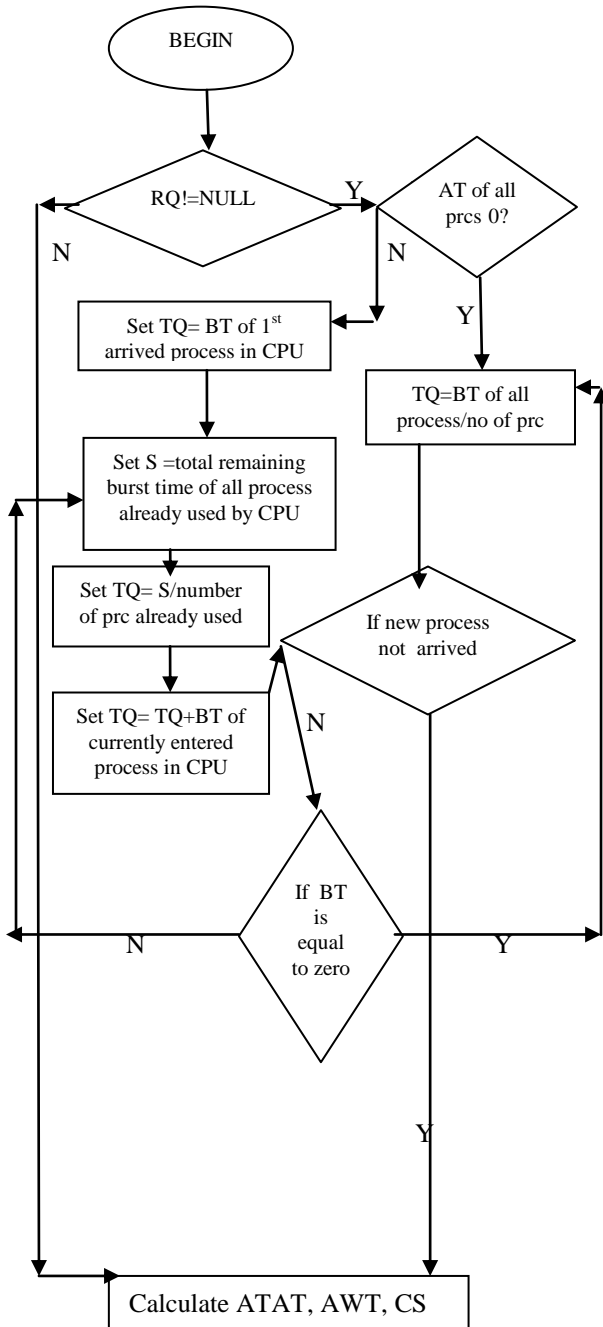 BEGIN
RQ!=NULL
Y
AT of all
prcs 0?
N
N
Y
Set TQ= BT of 1st
arrived process in CPU
TQ=BT of all
process/no of prc
Set S =total remaining
burst time of all process
already used by CPU
Set TQ= S/number
of prc already used
If new process
not arrived
Set TQ= TQ+BT of
currently entered
process in CPU
N
If BT
is
equal
to zero
N
Y
Y
Calculate ATAT, AWT, CS